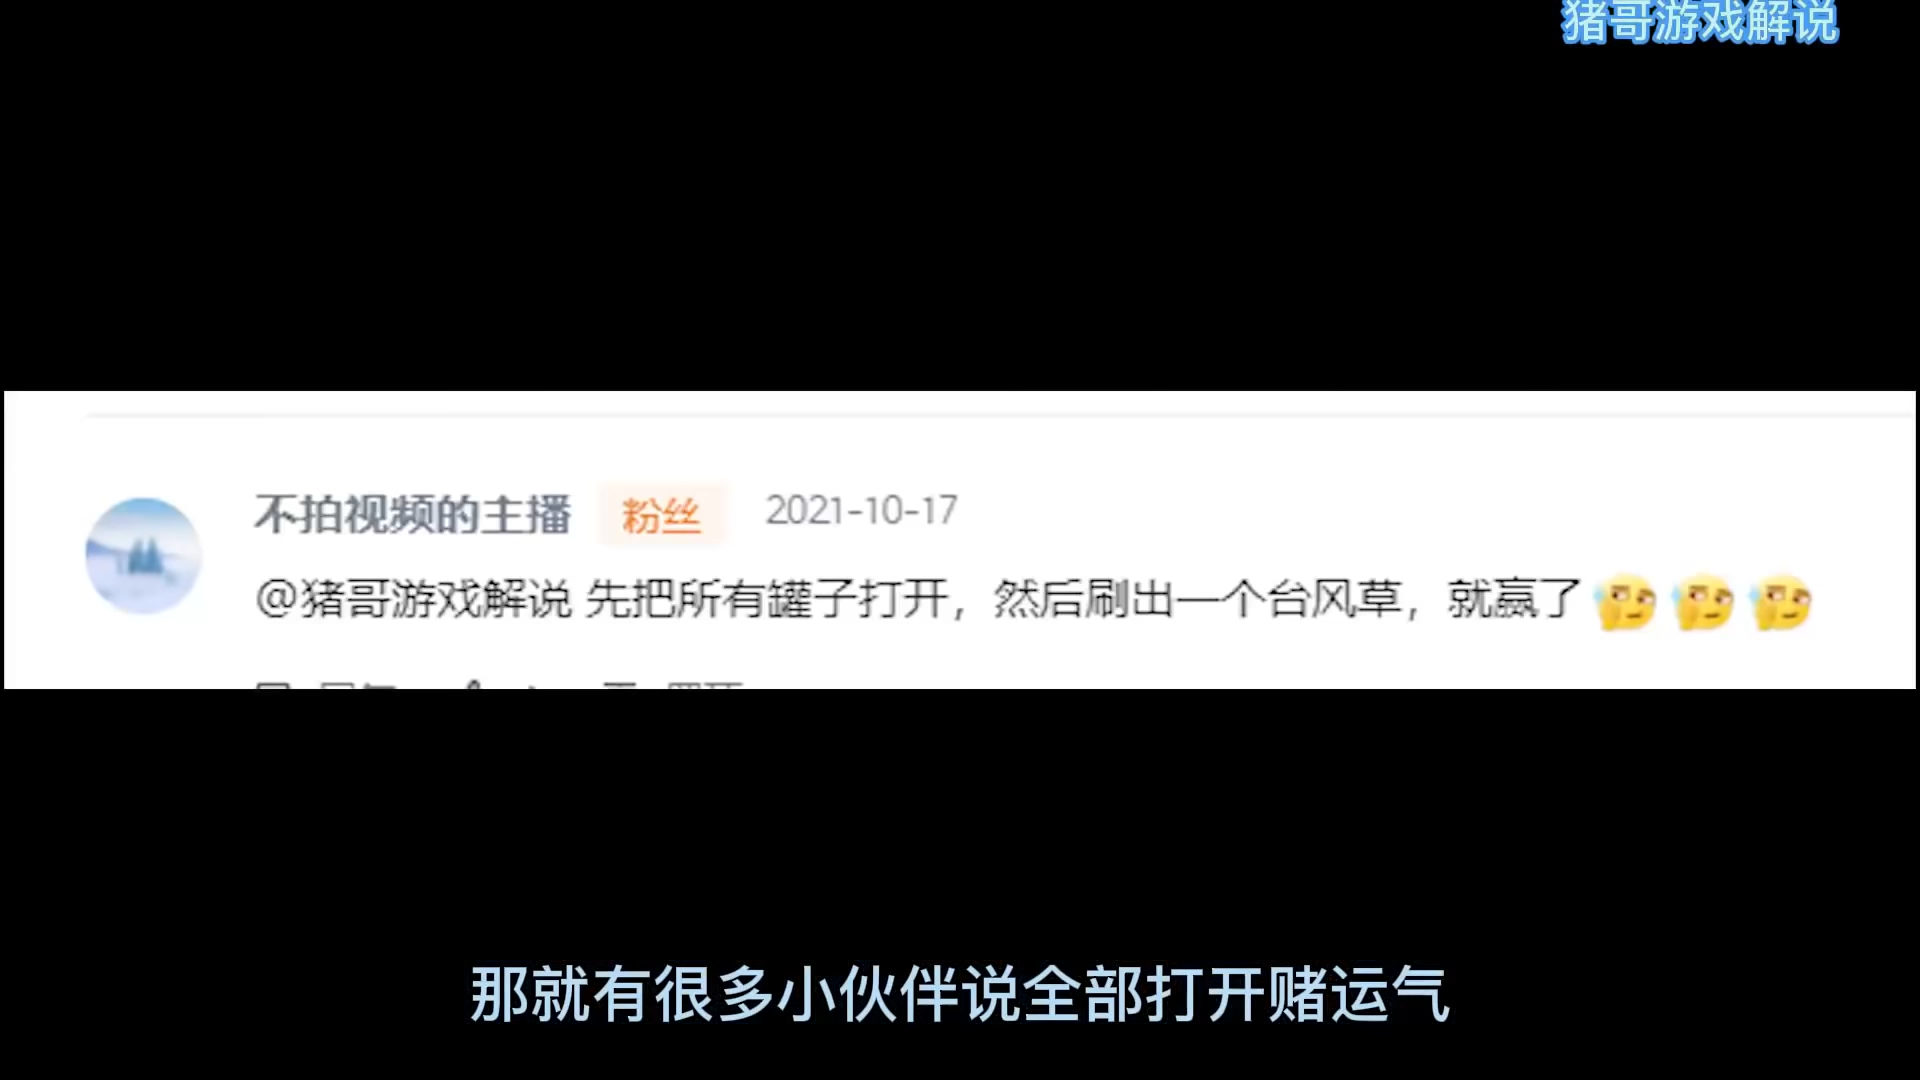 猪哥游戏解说
不拍视频的主播 粉丝 2021-10-17
@猪哥游戏解说 先把所有罐子打开，然后刷出一个台风草，就赢了
那就有很多小伙伴说全部打开赌运气